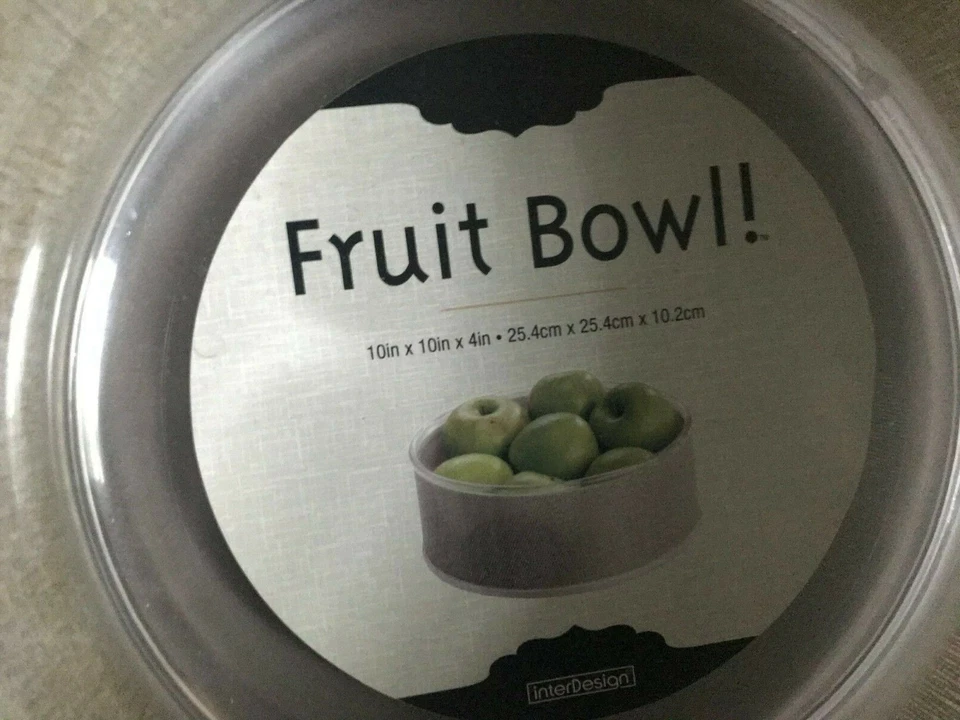 Fruit Bowl!™
10in x 10in x 4in • 25.4cm x 25.4cm x 10.2cm
interDesign